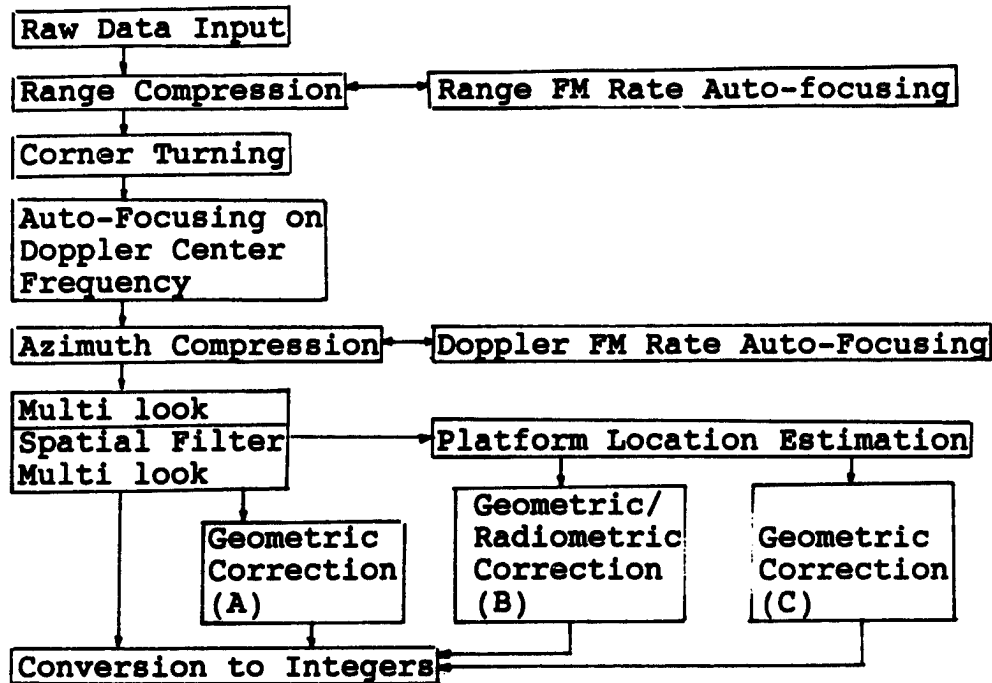 Raw Data Input
Range Compression
Range FM Rate Auto-focusing
Corner Turning
Auto-Focusing on
Doppler Center
Frequency
Azimuth Compression
Doppler FM Rate Auto-Focusing
Multi look
Spatial Filter
Multi look
Platform Location Estimation
Geometric
Correction
(A)
Geometric/
Radiometric
Correction
(B)
Geometric
Correction
(C)
Conversion to Integers